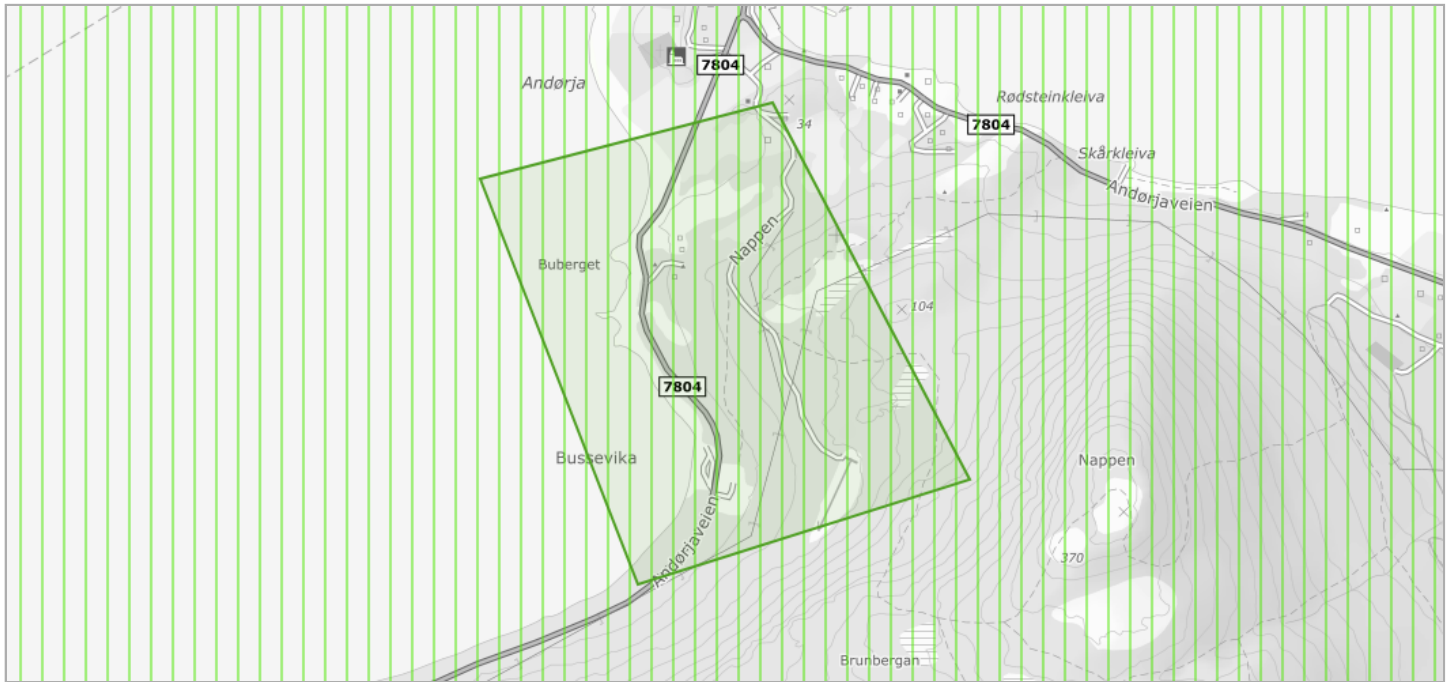 7804
Andørja
Rødsteinkleiva
34
7804
Skårkleiva
Andørjaveien
Nappen
Buberget
104
7804
Bussevika
Nappen
Andørjaveien
370
Brunbergan